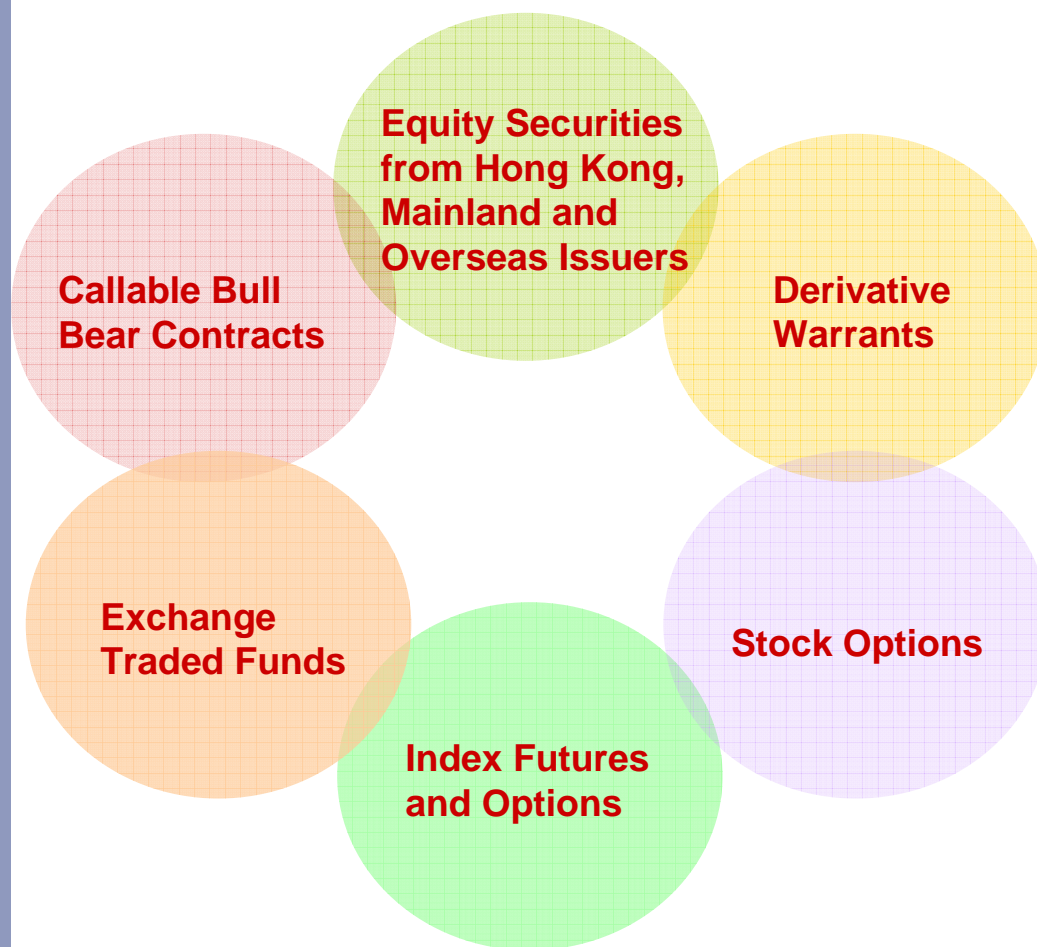 Equity Securities
from Hong Kong,
Mainland and
Overseas Issuers
Callable Bull
Bear Contracts
Derivative
Warrants
Exchange
Traded Funds
Stock Options
Index Futures
and Options